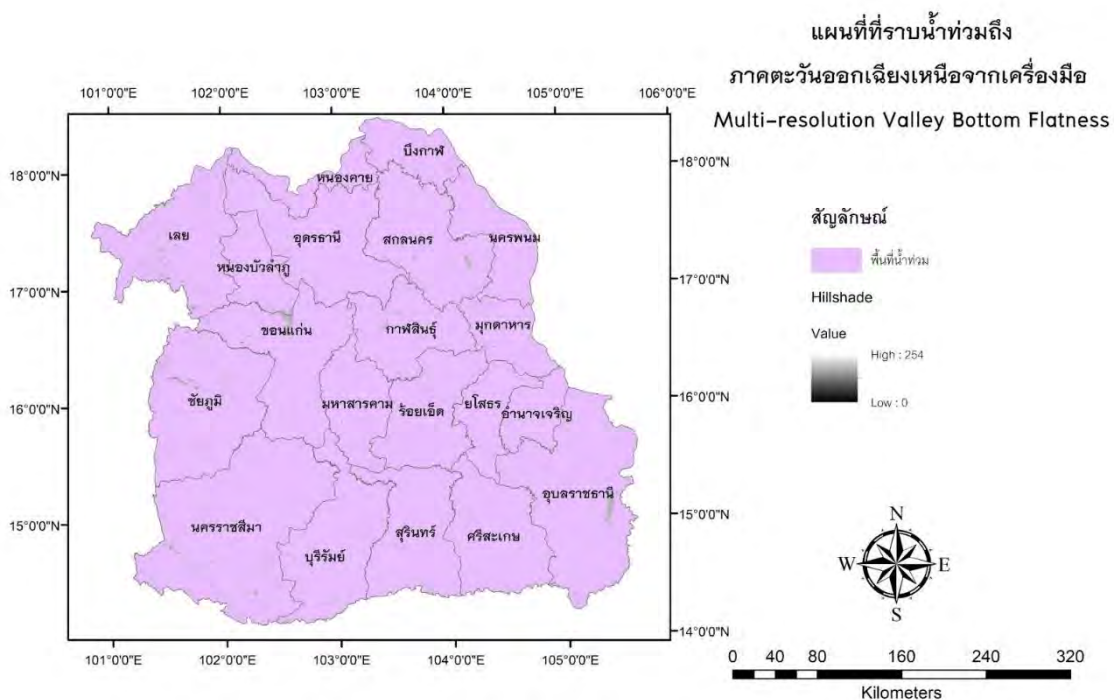 แผนที่ที่ราบน้ำท่วมถึง
ภาคตะวันออกเฉียงเหนือจากเครื่องมือ
Multi-resolution Valley Bottom Flatness
101°0'0"E 102°0'0"E 103°0'0"E 104°0'0"E 105°0'0"E 106°0'0"E
18°0'0"N
17°0'0"N
16°0'0"N
15°0'0"N
บึงกาฬ
หนองคาย
เลย
อุดรธานี
สกลนคร
นครพนม
หนองบัวลำภู
ขอนแก่น
กาฬสินธุ์
มุกดาหาร
ชัยภูมิ
มหาสารคาม
ร้อยเอ็ด
ยโสธร
อำนาจเจริญ
อุบลราชธานี
นครราชสีมา
บุรีรัมย์
สุรินทร์
ศรีสะเกษ
18°0'0"N
17°0'0"N
16°0'0"N
15°0'0"N
14°0'0"N
101°0'0"E 102°0'0"E 103°0'0"E 104°0'0"E 105°0'0"E
สัญลักษณ์
พื้นที่น้ำท่วม
Hillshade
Value
High : 254
Low : 0
N
W E
S
0 40 80 160 240 320
Kilometers